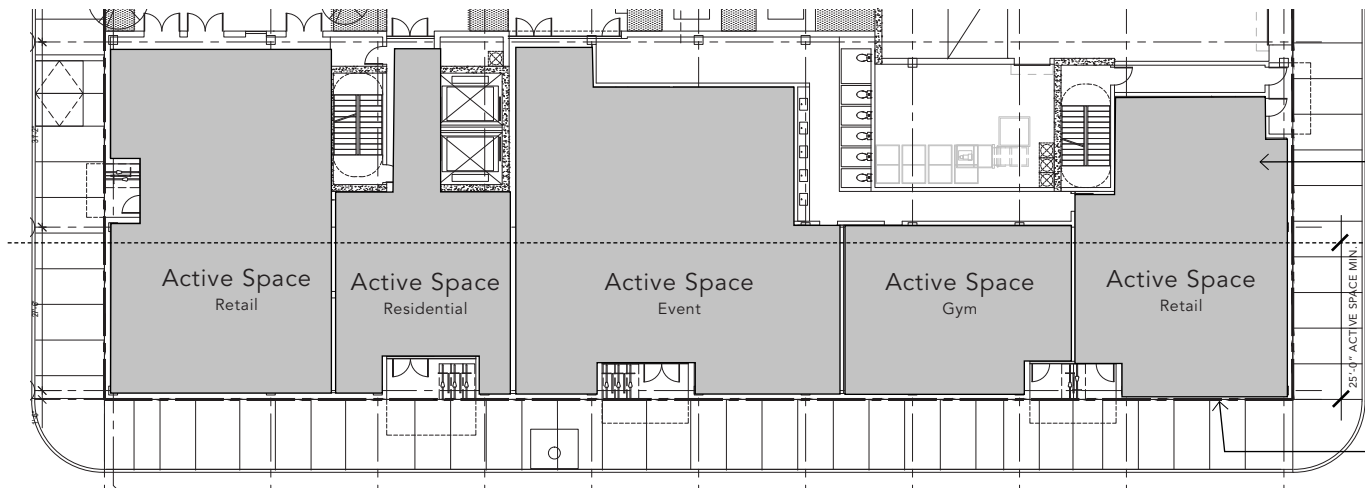 Active Space
Retail
Active Space
Residential
Active Space
Event
Active Space
Gym
Active Space
Retail
25'-0" ACTIVE SPACE MIN.